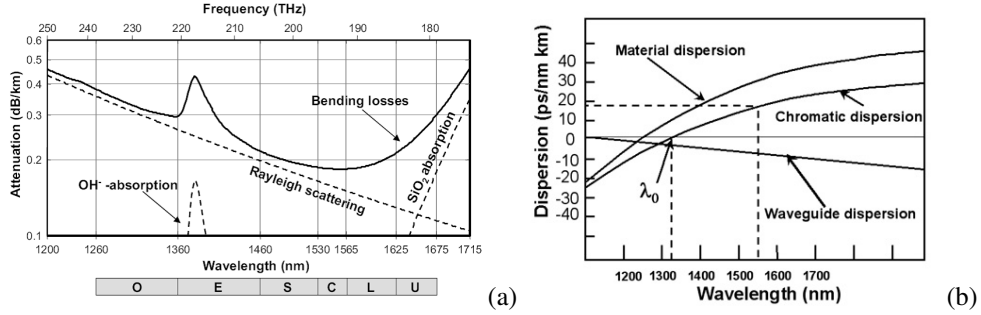 Frequency (THz)
250 240 230 220 210 200 190 180
Attenuation (dB/km)
0.6
0.5
0.4
0.3
0.2
0.1
Bending losses
OH⁻ -absorption
Rayleigh scattering
SiO₂ absorption
1200 1260 1360 1460 1530 1565 1625 1675 1715
Wavelength (nm)
O E S C L U
(a)
Dispersion (ps/nm km)
40
30
20
10
0
-10
-20
-30
-40
Material dispersion
Chromatic dispersion
λ₀
Waveguide dispersion
1200 1300 1400 1500 1600 1700
Wavelength (nm)
(b)